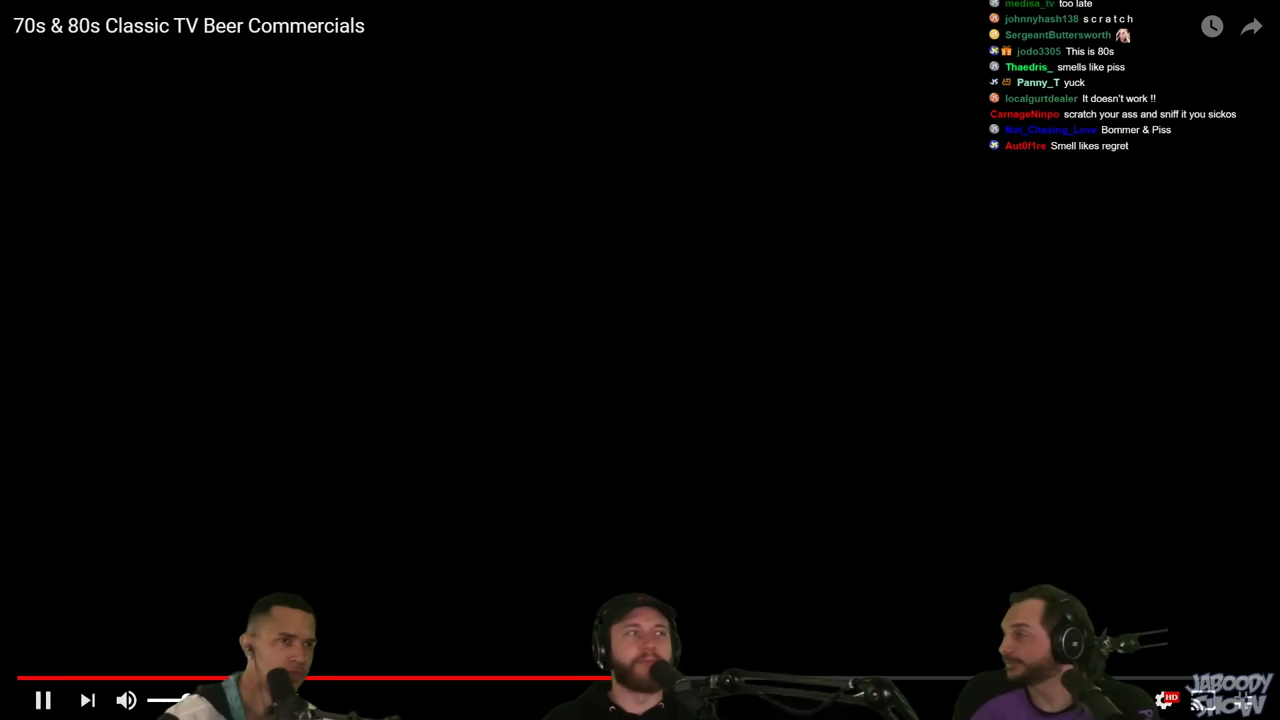 70s & 80s Classic TV Beer Commercials
medisa_tv too late
johnnyhash138 s c r a t c h
SergeantButtersworth
jodo3305 This is 80s
Thaedris_ smells like piss
Panny_T yuck
localgurtdealer It doesn't work !!
CarnageNinpo scratch your ass and sniff it you sickos
Not_Chasing_Love Bommer & Piss
Aut0f1re Smell likes regret
HD
JABOODY
SHOW